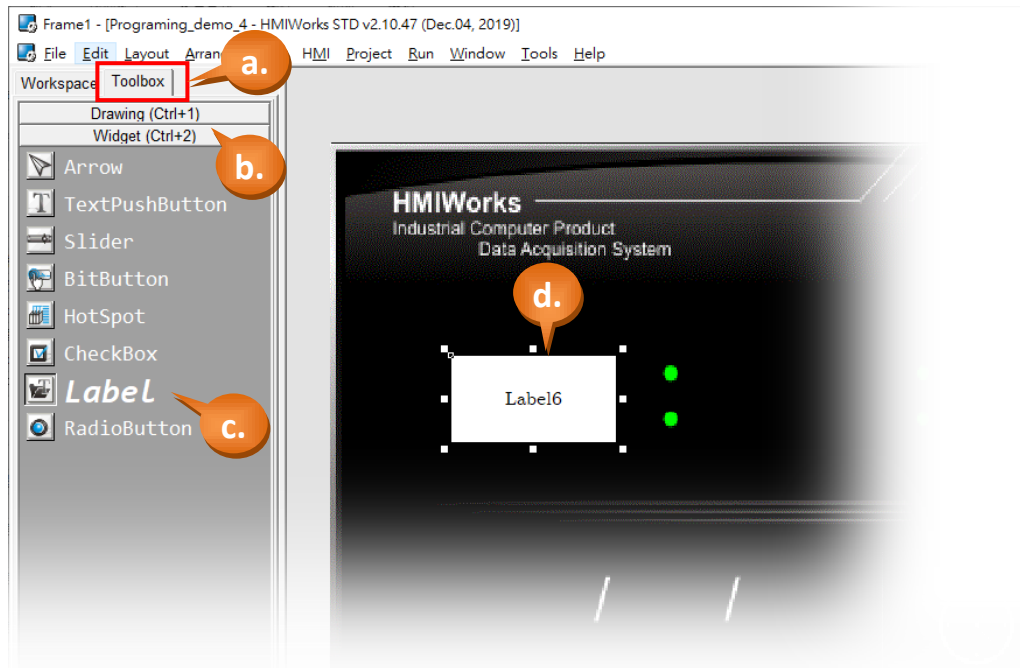 Frame1 - [Programing_demo_4 - HMIWorks STD v2.10.47 (Dec.04, 2019)]
File Edit Layout Arran HMI Project Run Window Tools Help
a.
Workspace Toolbox
Drawing (Ctrl+1)
Widget (Ctrl+2)
b.
Arrow
TextPushButton
Slider
BitButton
HotSpot
CheckBox
Label
RadioButton
c.
HMIWorks
Industrial Computer Product
Data Acquisition System
d.
Label6
/ /